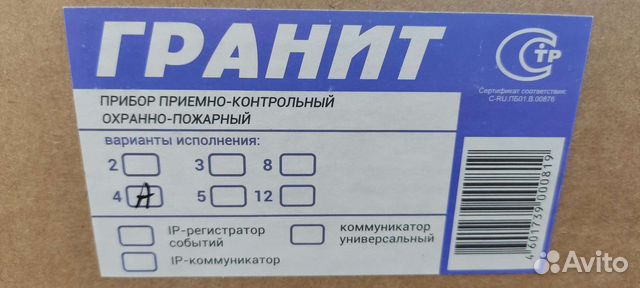 ГРАНИТ
СТР
Сертификат соответствия:
C-RU.ПБ01.В.00876
ПРИБОР ПРИЕМНО-КОНТРОЛЬНЫЙ
ОХРАННО-ПОЖАРНЫЙ
варианты исполнения:
2 3 8
4 А 5 12
IP-регистратор событий
коммуникатор универсальный
IP-коммуникатор
4601739000819
Avito